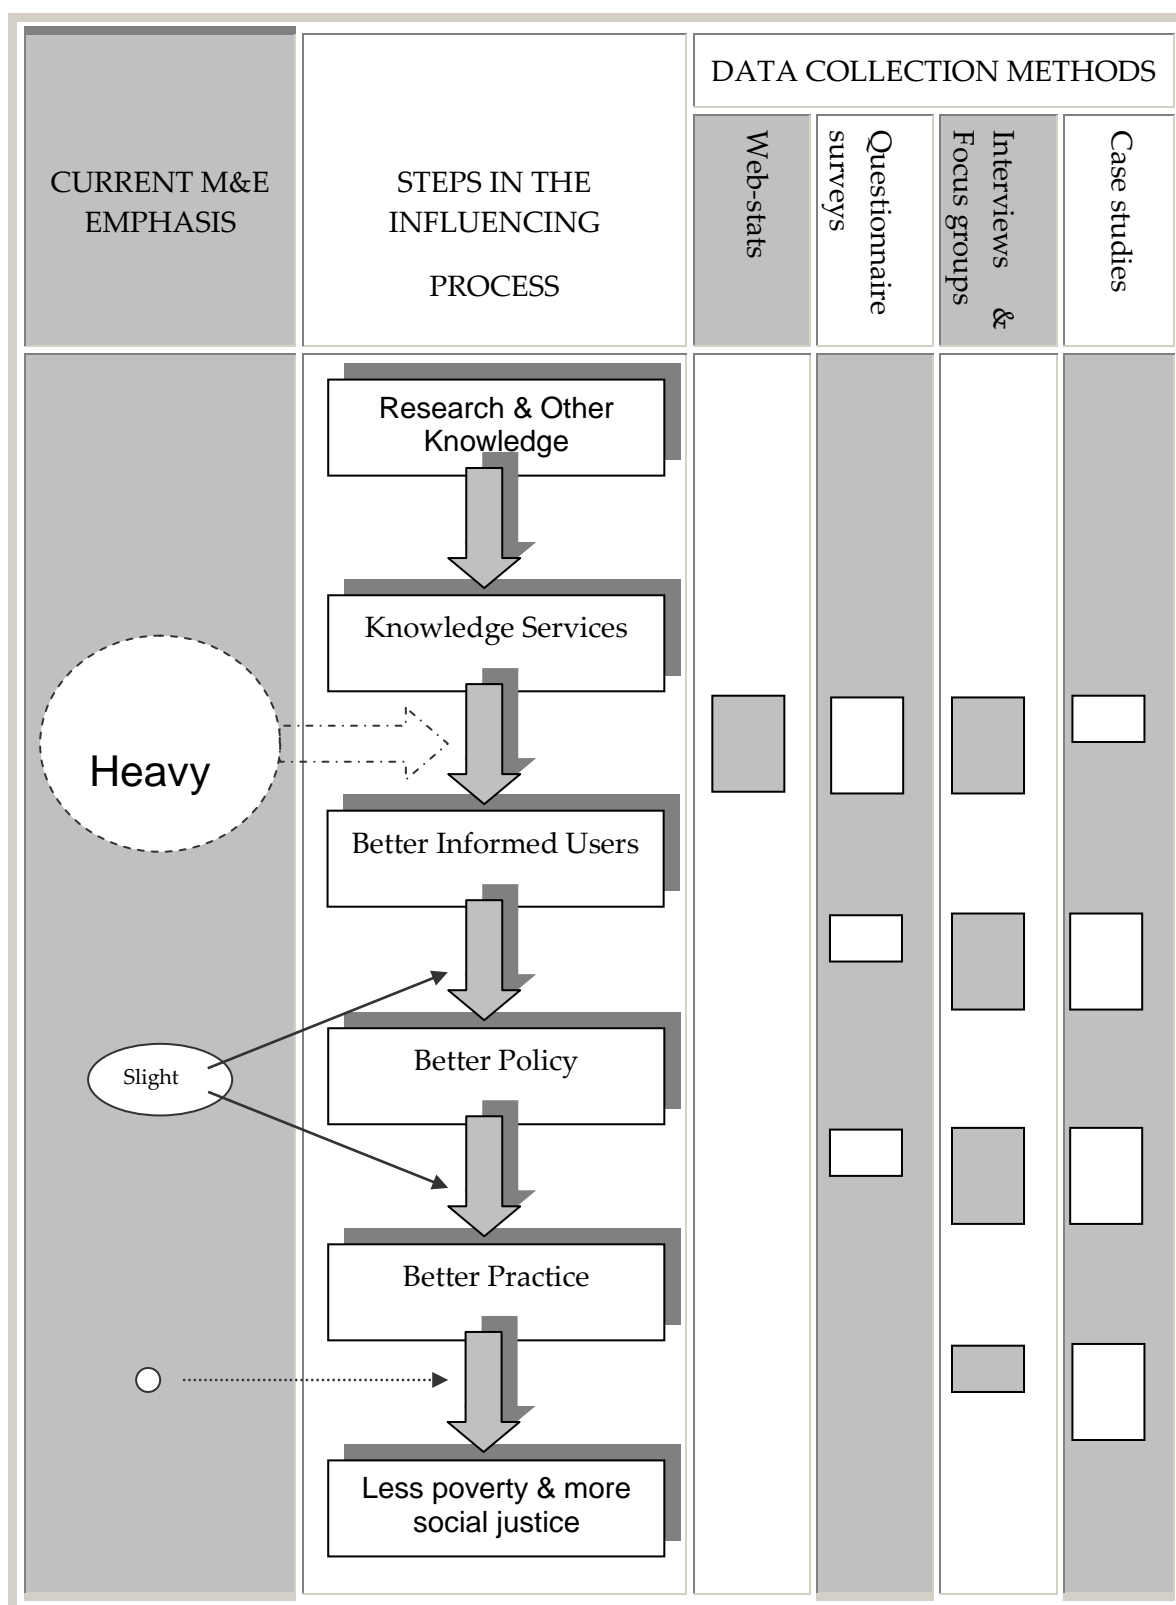 CURRENT M&E
EMPHASIS
STEPS IN THE
INFLUENCING
PROCESS
DATA COLLECTION METHODS
Web-stats
Questionnaire
surveys
Interviews &
Focus groups
Case studies
Research & Other
Knowledge
Knowledge Services
Heavy
Better Informed Users
Slight
Better Policy
Better Practice
Less poverty & more
social justice